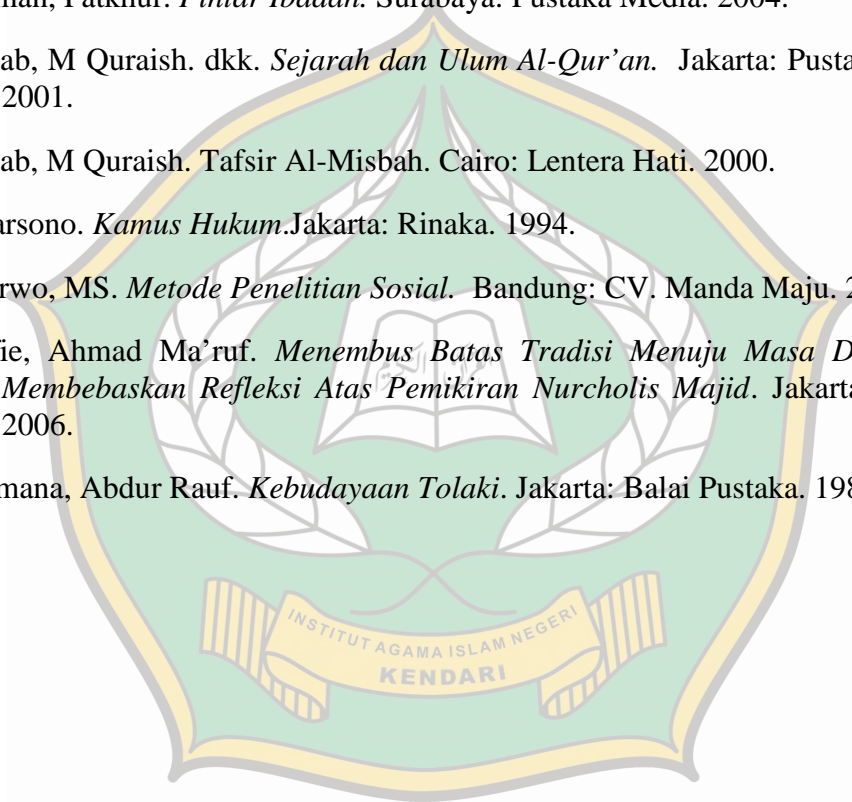 man, Fatkhur. Pintar Ibadah. Surabaya: Pustaka Media. 2004.
ab, M Quraish. dkk. Sejarah dan Ulum Al-Qur’an. Jakarta: Pusta
2001.
ab, M Quraish. Tafsir Al-Misbah. Cairo: Lentera Hati. 2000.
arsono. Kamus Hukum.Jakarta: Rinaka. 1994.
rwo, MS. Metode Penelitian Sosial. Bandung: CV. Manda Maju. 2
ie, Ahmad Ma’ruf. Menembus Batas Tradisi Menuju Masa D
Membebaskan Refleksi Atas Pemikiran Nurcholis Majid. Jakarta
2006.
mana, Abdur Rauf. Kebudayaan Tolaki. Jakarta: Balai Pustaka. 198
INSTITUT AGAMA ISLAM NEGERI
KENDARI